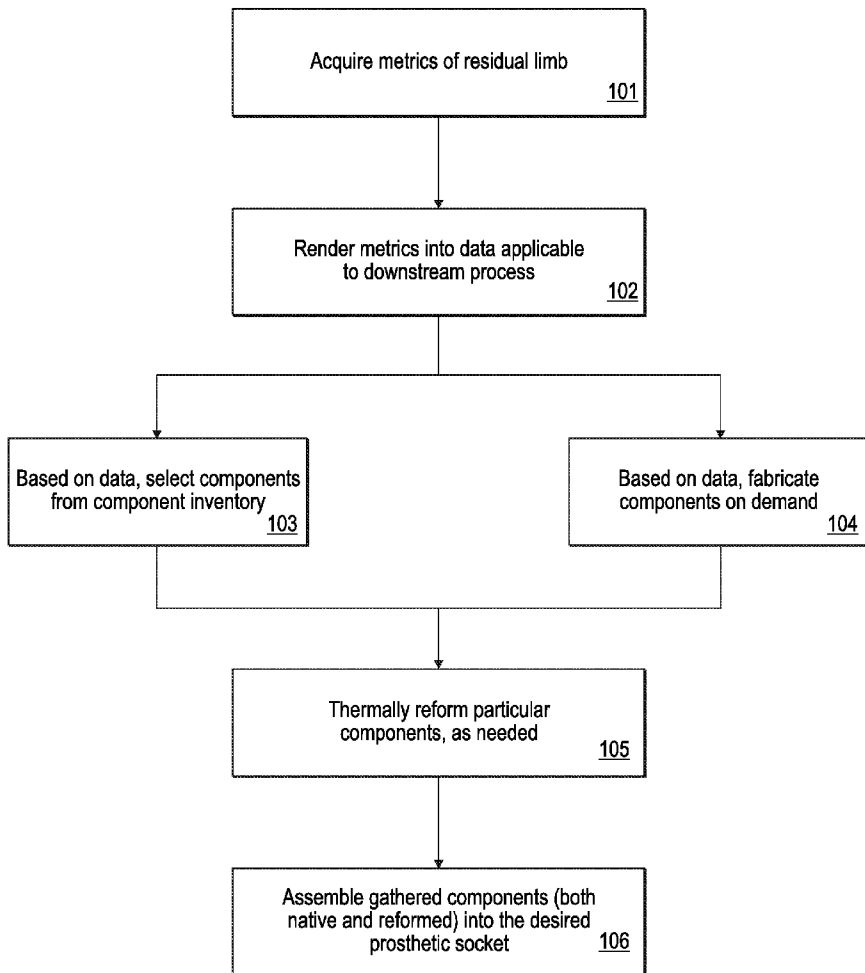 Acquire metrics of residual limb
101
Render metrics into data applicable
to downstream process
102
Based on data, select components
from component inventory
103
Based on data, fabricate
components on demand
104
Thermally reform particular
components, as needed
105
Assemble gathered components (both
native and reformed) into the desired
prosthetic socket
106